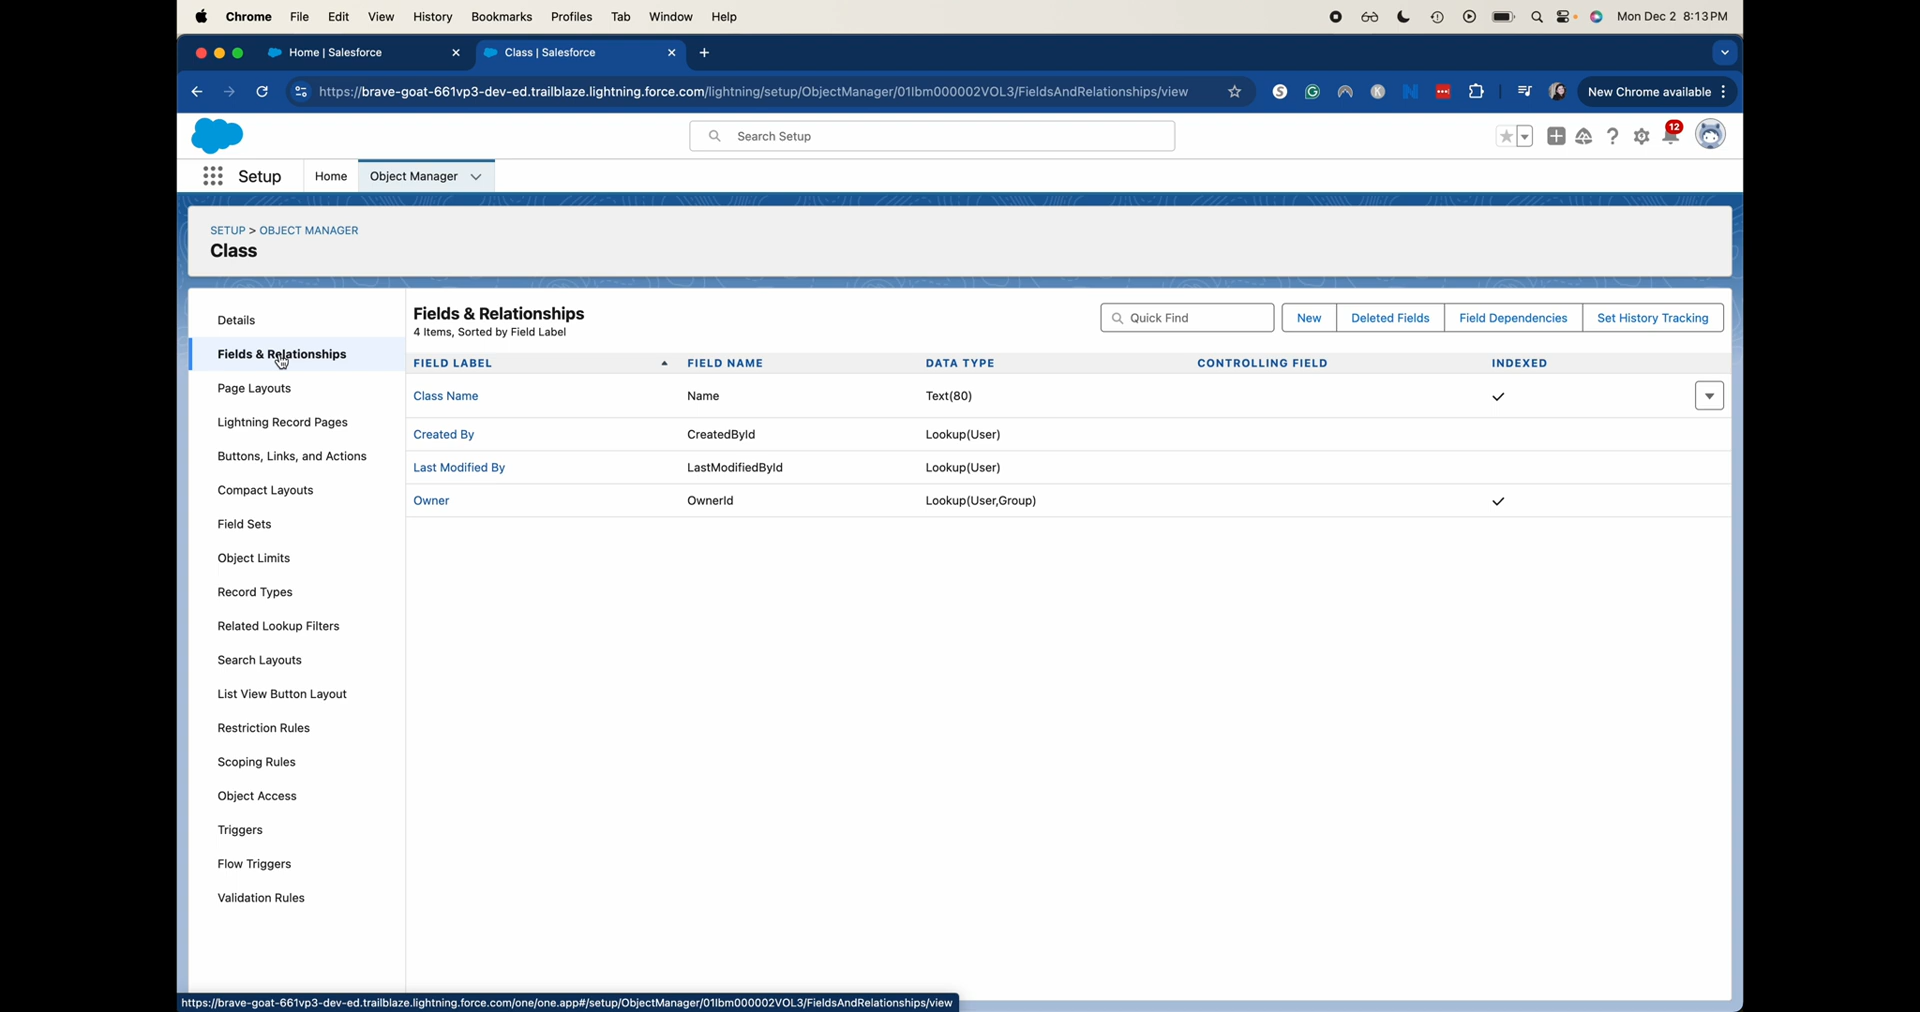 Chrome File Edit View History Bookmarks Profiles Tab Window Help Mon Dec 2 8:13 PM
Home | Salesforce Class | Salesforce
https://brave-goat-661vp3-dev-ed.trailblaze.lightning.force.com/lightning/setup/ObjectManager/01Ibm000002VOL3/FieldsAndRelationships/view New Chrome available
Search Setup 12
Setup Home Object Manager
SETUP > OBJECT MANAGER
Class
Details
Fields & Relationships
Page Layouts
Lightning Record Pages
Buttons, Links, and Actions
Compact Layouts
Field Sets
Object Limits
Record Types
Related Lookup Filters
Search Layouts
List View Button Layout
Restriction Rules
Scoping Rules
Object Access
Triggers
Flow Triggers
Validation Rules
Fields & Relationships
4 Items, Sorted by Field Label
Quick Find New Deleted Fields Field Dependencies Set History Tracking
FIELD LABEL FIELD NAME DATA TYPE CONTROLLING FIELD INDEXED
Class Name Name Text(80)
Created By CreatedById Lookup(User)
Last Modified By LastModifiedById Lookup(User)
Owner OwnerId Lookup(User,Group)
https://brave-goat-661vp3-dev-ed.trailblaze.lightning.force.com/one/one.app#/setup/ObjectManager/01Ibm000002VOL3/FieldsAndRelationships/view